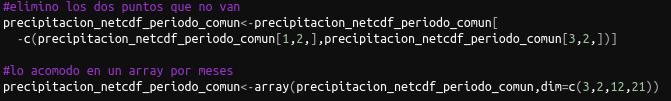 #elimino los dos puntos que no van
precipitacion_netcdf_periodo_comun<-precipitacion_netcdf_periodo_comun[
-c(precipitacion_netcdf_periodo_comun[1,2,],precipitacion_netcdf_periodo_comun[3,2,])]
#lo acomodo en un array por meses
precipitacion_netcdf_periodo_comun<-array(precipitacion_netcdf_periodo_comun,dim=c(3,2,12,21))